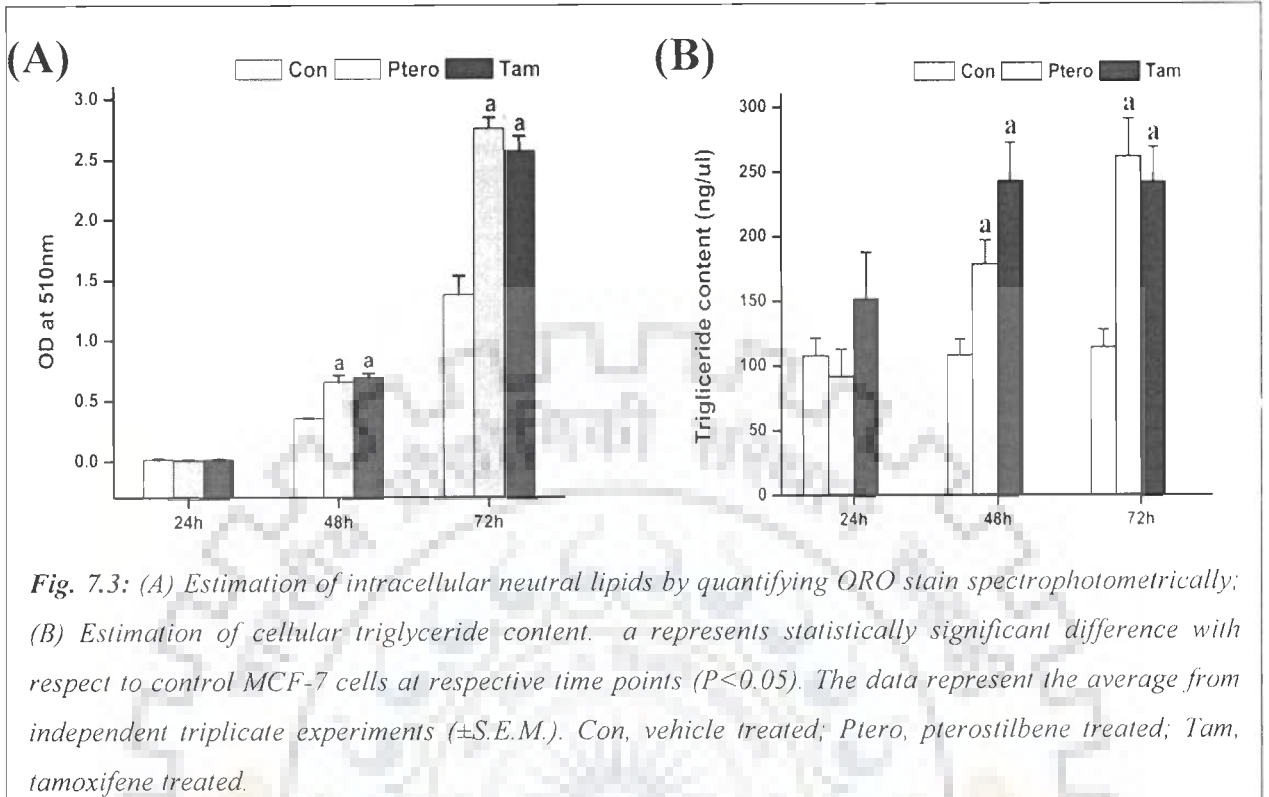 (A)
Con Ptero Tam
3.0
2.5
2.0
1.5
1.0
0.5
0.0
OD at 510nm
a a
a a
24h 48h 72h
(B)
Con Ptero Tam
300
250
200
150
100
50
0
Trigliceride content (ng/ul)
a a
a a
24h 48h 72h
Fig. 7.3: (A) Estimation of intracellular neutral lipids by quantifying ORO stain spectrophotometrically;
(B) Estimation of cellular triglyceride content. a represents statistically significant difference with
respect to control MCF-7 cells at respective time points (P<0.05). The data represent the average from
independent triplicate experiments (±S.E.M.). Con, vehicle treated; Ptero, pterostilbene treated; Tam,
tamoxifene treated.